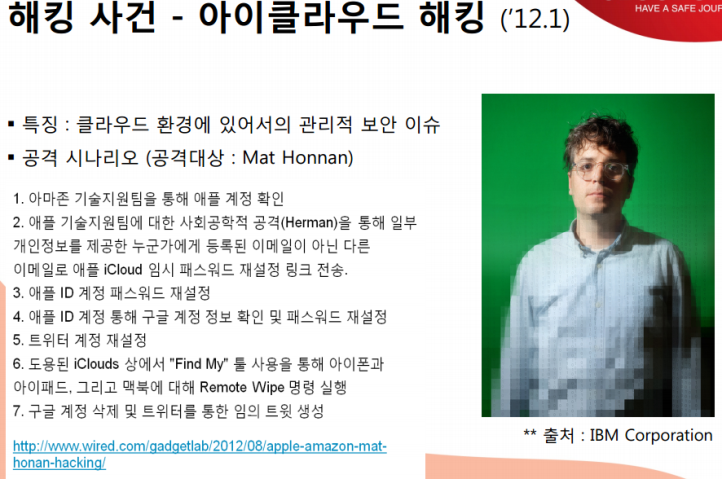 HAVE A SAFE JOUR
해킹 사건 - 아이클라우드 해킹 ('12.1)
▪ 특징 : 클라우드 환경에 있어서의 관리적 보안 이슈
▪ 공격 시나리오 (공격대상 : Mat Honnan)
1. 아마존 기술지원팀을 통해 애플 계정 확인
2. 애플 기술지원팀에 대한 사회공학적 공격(Herman)을 통해 일부
개인정보를 제공한 누군가에게 등록된 이메일이 아닌 다른
이메일로 애플 iCloud 임시 패스워드 재설정 링크 전송.
3. 애플 ID 계정 패스워드 재설정
4. 애플 ID 계정 통해 구글 계정 정보 확인 및 패스워드 재설정
5. 트위터 계정 재설정
6. 도용된 iClouds 상에서 "Find My" 툴 사용을 통해 아이폰과
아이패드, 그리고 맥북에 대해 Remote Wipe 명령 실행
7. 구글 계정 삭제 및 트위터를 통한 임의 트윗 생성
http://www.wired.com/gadgetlab/2012/08/apple-amazon-mat-
honan-hacking/
** 출처 : IBM Corporation